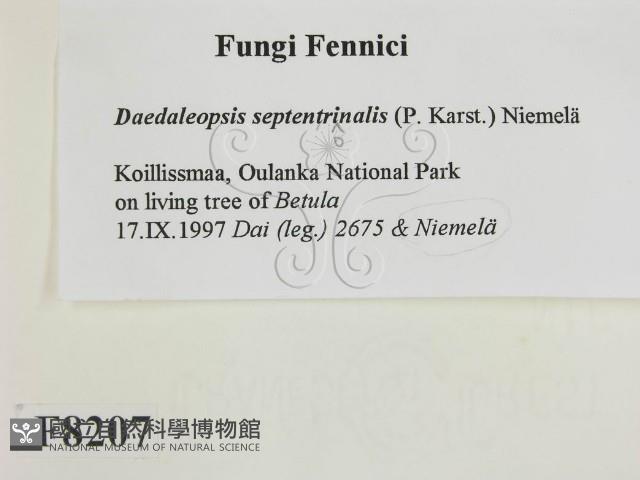 Fungi Fennici
Daedaleopsis septentrinalis (P. Karst.) Niemelä
Koillissmaa, Oulanka National Park
on living tree of Betula
17.IX.1997 Dai (leg.) 2675 & Niemelä
F8207
國立自然科學博物館
NATIONAL MUSEUM OF NATURAL SCIENCE